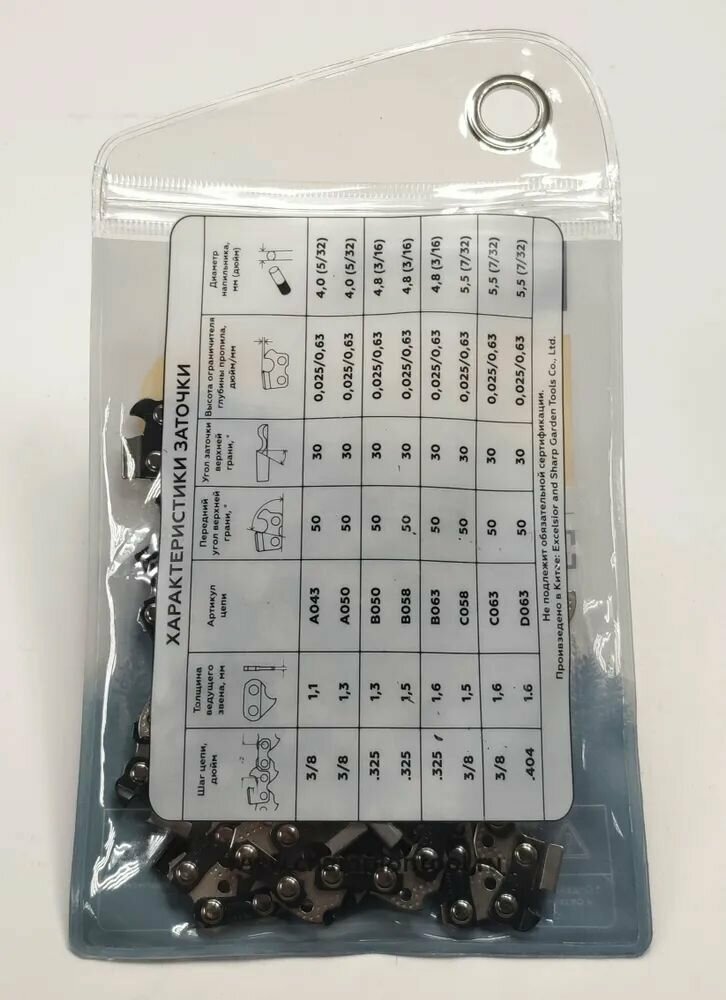 ХАРАКТЕРИСТИКИ ЗАТОЧКИ
Шаг цепи,
дюйм
Толщина
ведущего
звена, мм
Артикул
цепи
Передний
угол верхней
грани, °
Угол заточки
верхней
грани, °
Высота ограничителя
глубины пропила,
дюйм/мм
Диаметр
напильника,
мм (дюйм)
3/8 1,1 A043 50 30 0,025/0,63 4,0 (5/32)
3/8 1,3 A050 50 30 0,025/0,63 4,0 (5/32)
.325 1,3 B050 50 30 0,025/0,63 4,8 (3/16)
.325 1,5 B058 50 30 0,025/0,63 4,8 (3/16)
.325 1,6 B063 50 30 0,025/0,63 4,8 (3/16)
3/8 1,5 C058 50 30 0,025/0,63 5,5 (7/32)
3/8 1,6 C063 50 30 0,025/0,63 5,5 (7/32)
.404 1.6 D063 50 30 0,025/0,63 5,5 (7/32)
Не подлежит обязательной сертификации.
Произведено в Китае: Excelsior and Sharp Garden Tools Co., Ltd.